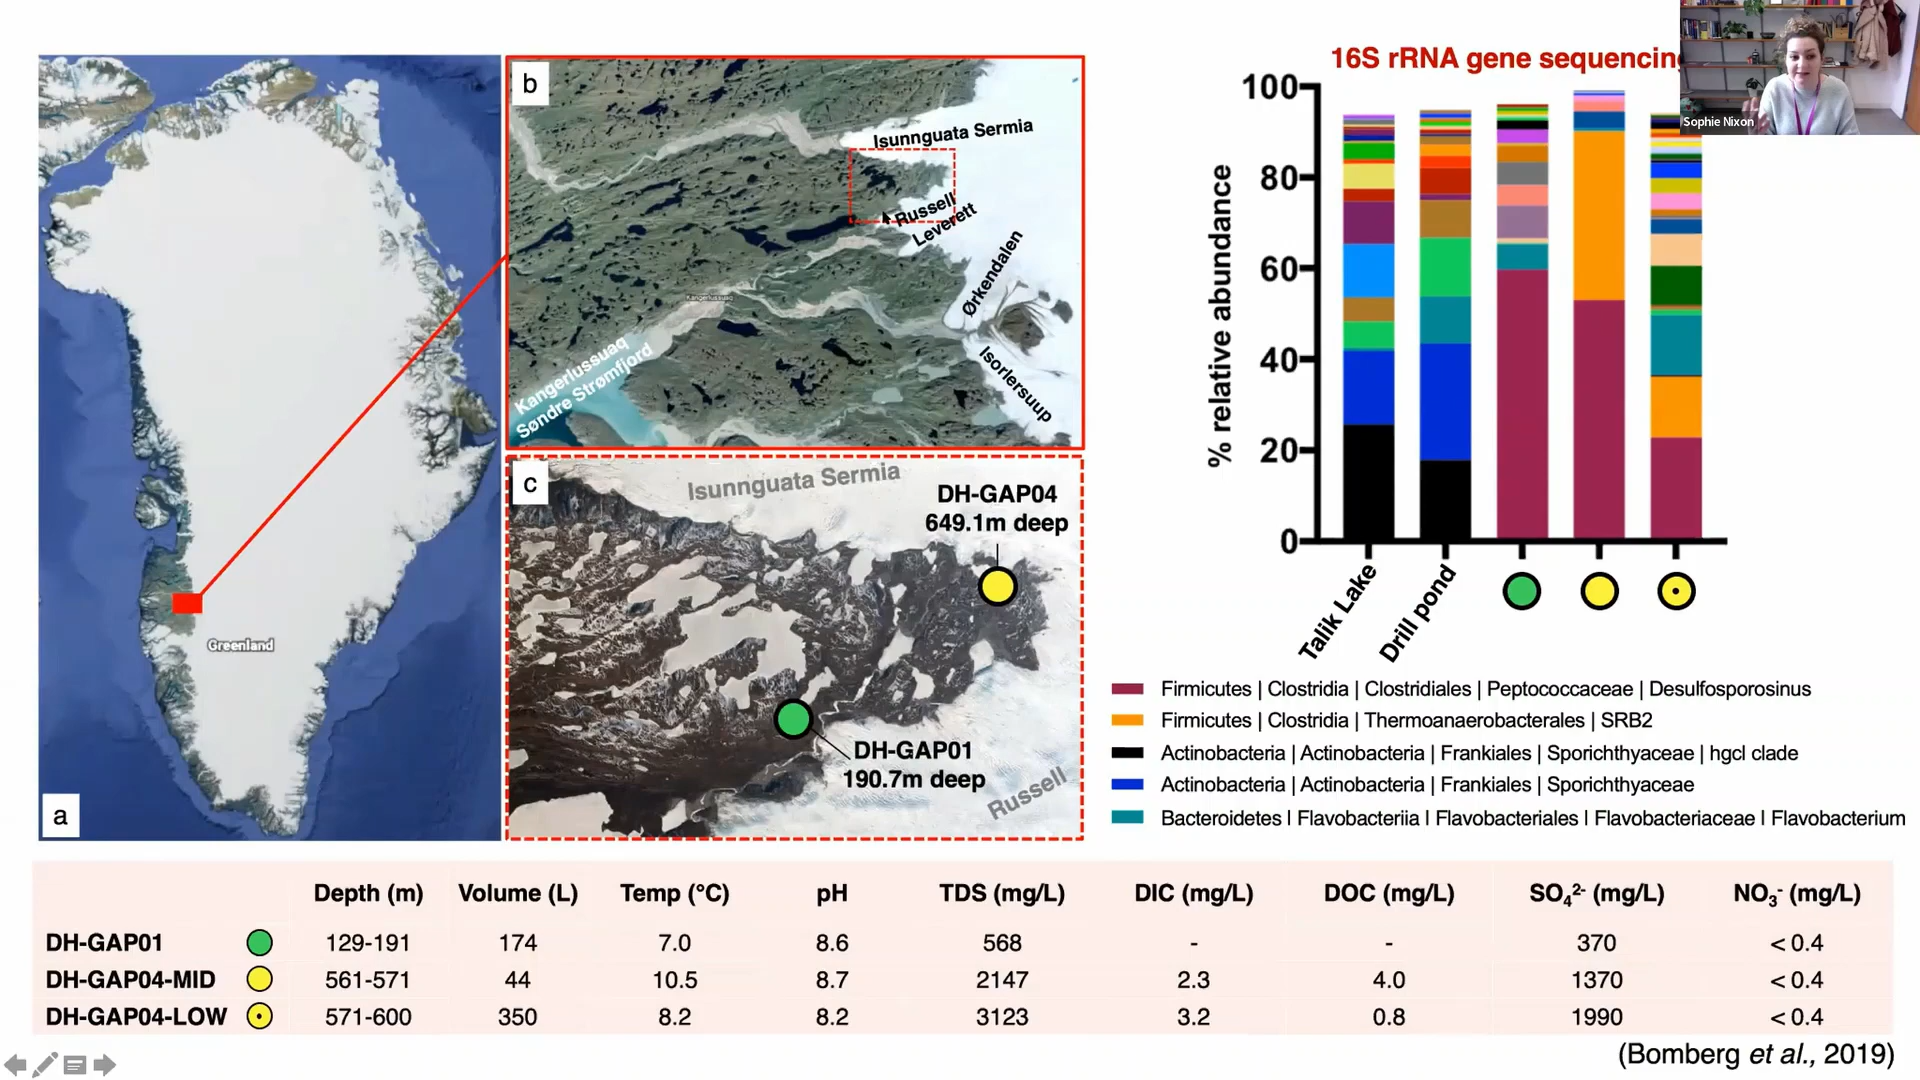 16S rRNA gene sequencing
Sophie Nixon
a
Greenland
b
Isunnguata Sermia
Russell
Leverett
Ørkendalen
Isorlersuup
Kangerlussuaq
Kangerlussuaq
Søndre Strømfjord
c
Isunnguata Sermia
DH-GAP04
649.1m deep
DH-GAP01
190.7m deep
Russell
% relative abundance
100
80
60
40
20
0
Talik Lake
Drill pond
Firmicutes | Clostridia | Clostridiales | Peptococcaceae | Desulfosporosinus
Firmicutes | Clostridia | Thermoanaerobacterales | SRB2
Actinobacteria | Actinobacteria | Frankiales | Sporichthyaceae | hgcl clade
Actinobacteria | Actinobacteria | Frankiales | Sporichthyaceae
Bacteroidetes | Flavobacteriia | Flavobacteriales | Flavobacteriaceae | Flavobacterium
Depth (m) Volume (L) Temp (°C) pH TDS (mg/L) DIC (mg/L) DOC (mg/L) SO₄²⁻ (mg/L) NO₃⁻ (mg/L)
DH-GAP01 129-191 174 7.0 8.6 568 - - 370 < 0.4
DH-GAP04-MID 561-571 44 10.5 8.7 2147 2.3 4.0 1370 < 0.4
DH-GAP04-LOW 571-600 350 8.2 8.2 3123 3.2 0.8 1990 < 0.4
(Bomberg et al., 2019)